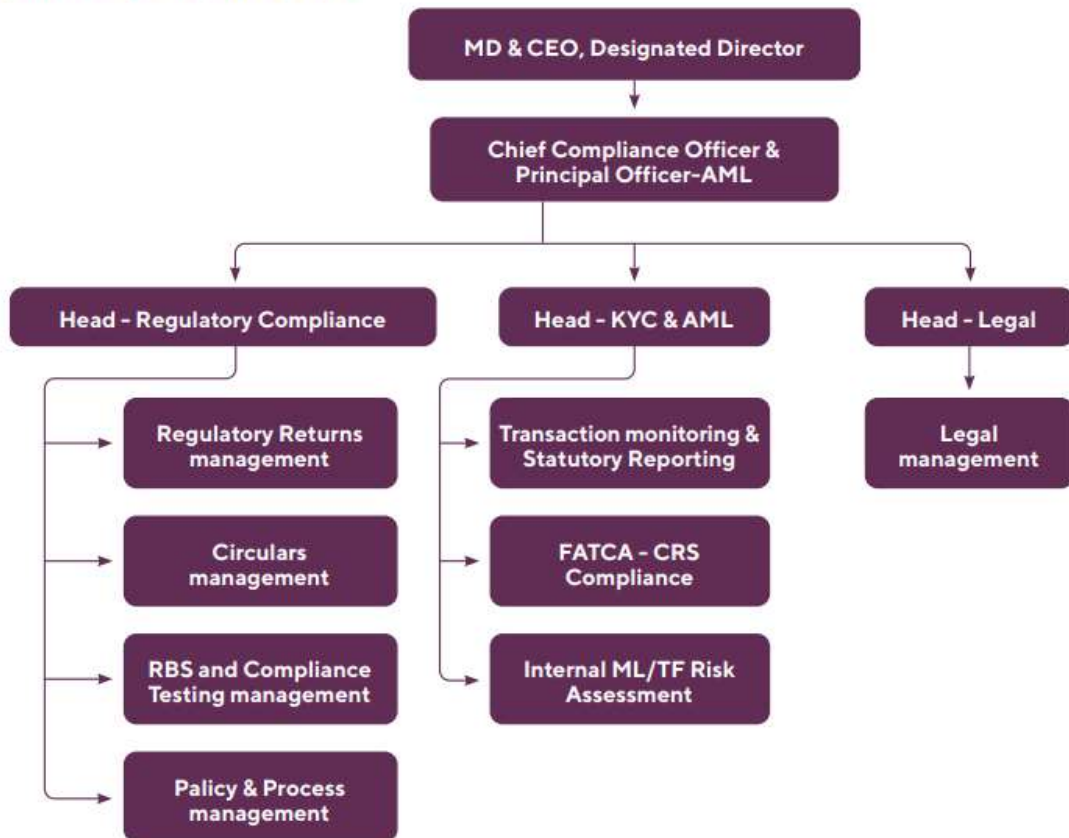 MD & CEO, Designated Director
Chief Compliance Officer &
Principal Officer-AML
Head - Regulatory Compliance
Head - KYC & AML
Head - Legal
Regulatory Returns
management
Transaction monitoring &
Statutory Reporting
Legal
management
Circulars
management
FATCA - CRS
Compliance
RBS and Compliance
Testing management
Internal ML/TF Risk
Assessment
Palicy & Process
management